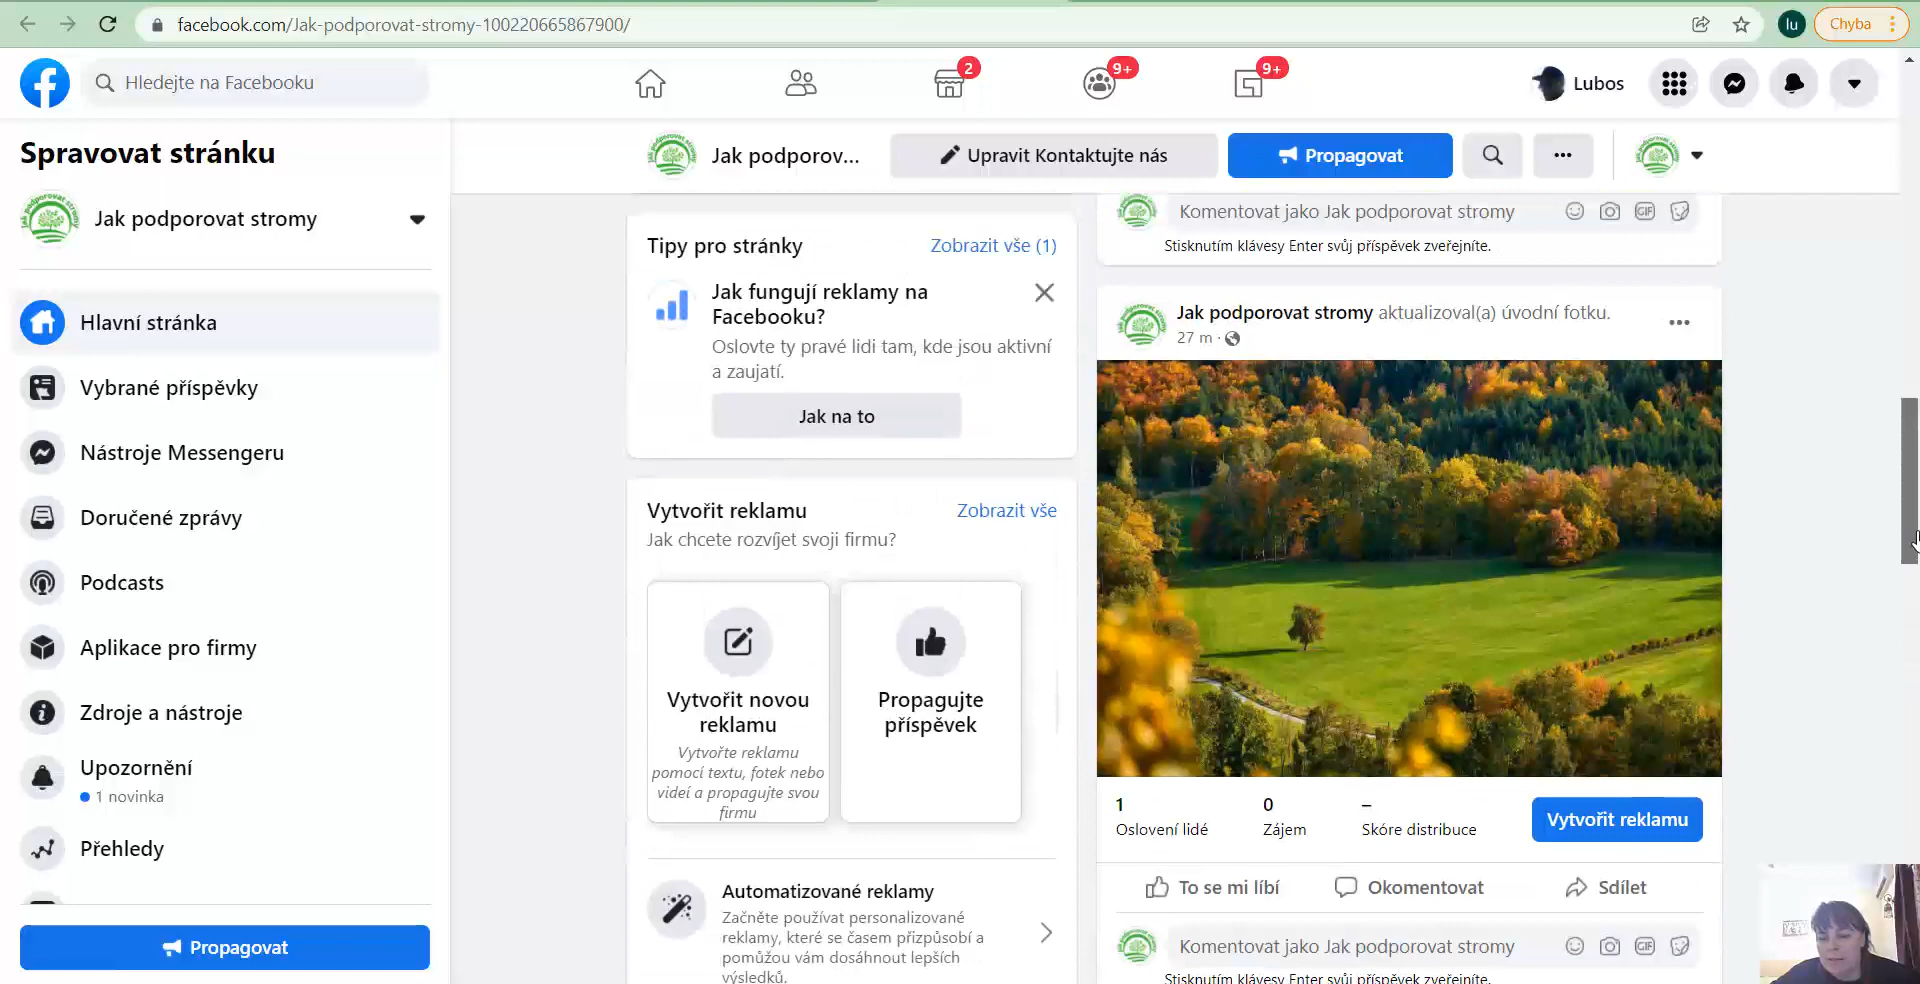 facebook.com/Jak-podporovat-stromy-100220665867900/
lu
Chyba
Hledejte na Facebooku
2
9+
9+
Lubos
Spravovat stránku
Jak podporovat stromy
Hlavní stránka
Vybrané příspěvky
Nástroje Messengeru
Doručené zprávy
Podcasts
Aplikace pro firmy
Zdroje a nástroje
Upozornění
1 novinka
Přehledy
Propagovat
Jak podporov...
Upravit Kontaktujte nás
Propagovat
Tipy pro stránky
Zobrazit vše (1)
Jak fungují reklamy na
Facebooku?
Oslovte ty pravé lidi tam, kde jsou aktivní
a zaujatí.
Jak na to
Vytvořit reklamu
Zobrazit vše
Jak chcete rozvíjet svoji firmu?
Vytvořit novou
reklamu
Vytvořte reklamu
pomocí textu, fotek nebo
videí a propagujte svou
firmu
Propagujte
příspěvek
Automatizované reklamy
Začněte používat personalizované
reklamy, které se časem přizpůsobí a
pomůžou vám dosáhnout lepších
výsledků.
Komentovat jako Jak podporovat stromy
GIF
Stisknutím klávesy Enter svůj příspěvek zveřejníte.
Jak podporovat stromy aktualizoval(a) úvodní fotku.
27 m ·
1
Oslovení lidé
0
Zájem
–
Skóre distribuce
Vytvořit reklamu
To se mi líbí
Okomentovat
Sdílet
Komentovat jako Jak podporovat stromy
GIF
Stisknutím klávesy Enter svůj příspěvek zveřejníte.